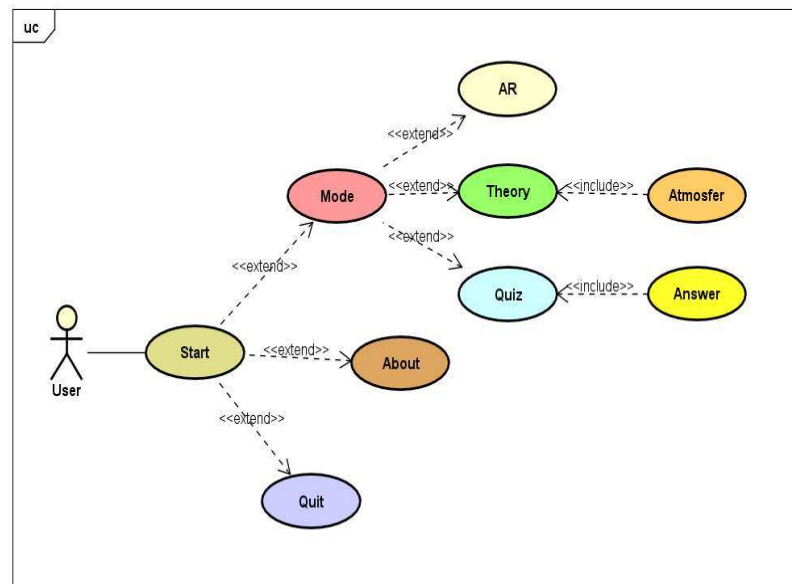 uc
AR
<<extend>>
Mode
<<extend>>
Theory
<<include>>
Atmosfer
<<extend>>
<<extend>>
Quiz
<<include>>
Answer
User
Start
<<extend>>
About
<<extend>>
Quit